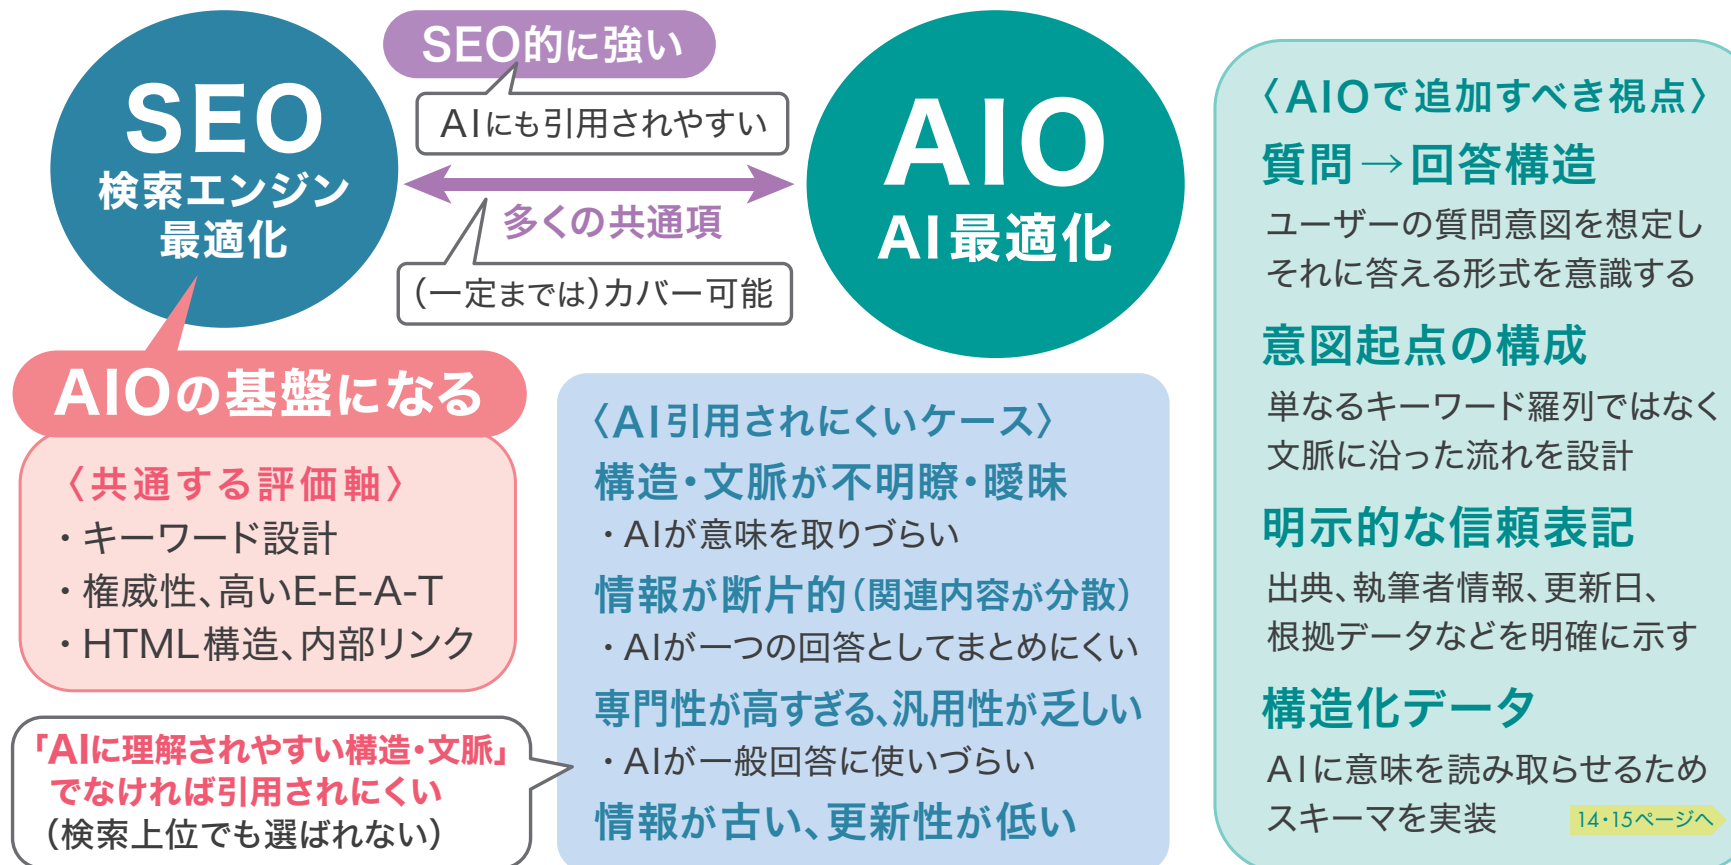 SEO
検索エンジン
最適化
SEO的に強い
AIにも引用されやすい
多くの共通項
（一定までは）カバー可能
AIO
AI最適化
AIOの基盤になる
〈共通する評価軸〉
・キーワード設計
・権威性、高いE-E-A-T
・HTML構造、内部リンク
「AIに理解されやすい構造・文脈」
でなければ引用されにくい
（検索上位でも選ばれない）
〈AI引用されにくいケース〉
構造・文脈が不明瞭・曖昧
・AIが意味を取りづらい
情報が断片的（関連内容が分散）
・AIが一つの回答としてまとめにくい
専門性が高すぎる、汎用性が乏しい
・AIが一般回答に使いづらい
情報が古い、更新性が低い
〈AIOで追加すべき視点〉
質問→回答構造
ユーザーの質問意図を想定し
それに答える形式を意識する
意図起点の構成
単なるキーワード羅列ではなく
文脈に沿った流れを設計
明示的な信頼表記
出典、執筆者情報、更新日、
根拠データなどを明確に示す
構造化データ
AIに意味を読み取らせるため
スキーマを実装
14・15ページへ